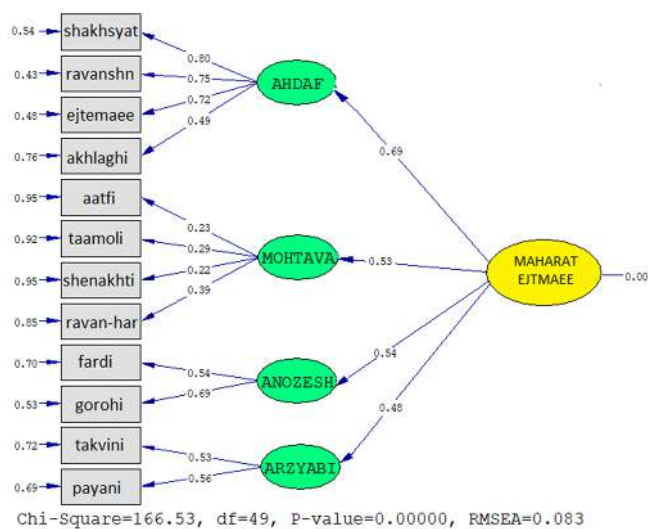 0.54 shakhsyat
0.80
0.43 ravanshn
0.75
AHDAF
0.48 ejtemaee
0.72
0.76 akhlaghi
0.49
0.69
0.95 aatfi
0.23
0.92 taamoli
0.29
MOHTAVA
0.53
MAHARAT
EJTMAEE
0.00
0.95 shenakhti
0.22
0.85 ravan-har
0.39
0.70 fardi
0.54
0.54
ANOZESH
0.53 gorohi
0.69
0.48
0.72 takvini
0.53
ARZYABI
0.69 payani
0.56
Chi-Square=166.53, df=49, P-value=0.00000, RMSEA=0.083